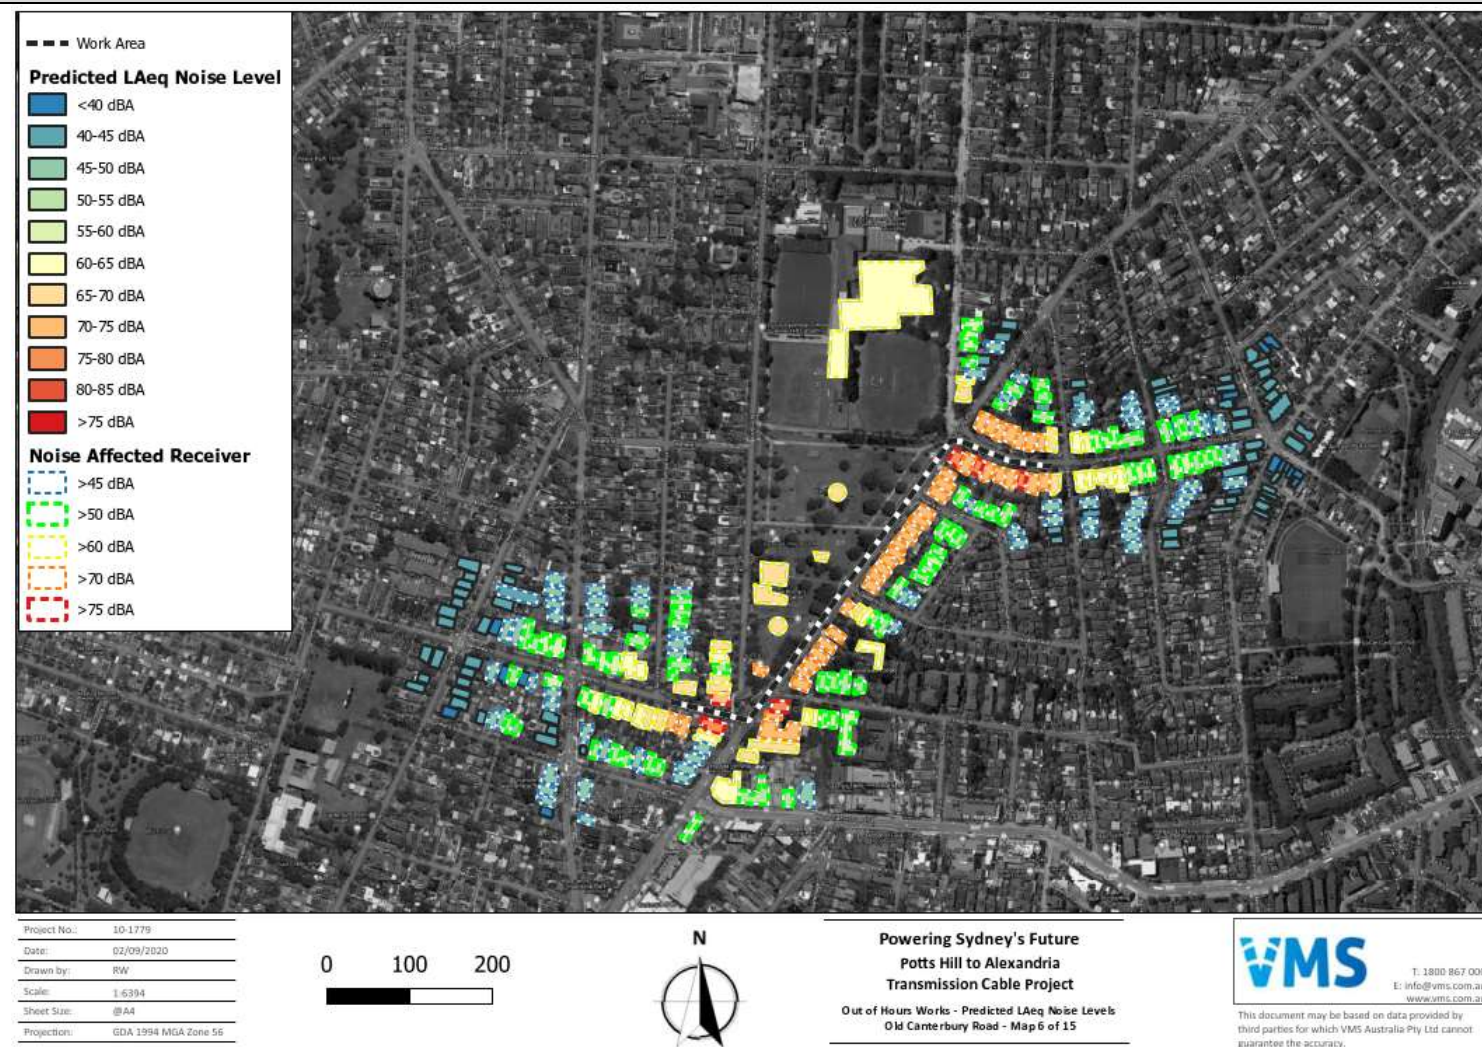 Work Area
Predicted LAeq Noise Level
<40 dBA
40-45 dBA
45-50 dBA
50-55 dBA
55-60 dBA
60-65 dBA
65-70 dBA
70-75 dBA
75-80 dBA
80-85 dBA
>75 dBA
Noise Affected Receiver
>45 dBA
>50 dBA
>60 dBA
>70 dBA
>75 dBA
Project No.: 10-1779
Date: 02/09/2020
Drawn by: RW
Scale: 1:6394
Sheet Size: @A4
Projection: GDA 1994 MGA Zone 56
0 100 200
N
Powering Sydney's Future
Potts Hill to Alexandria
Transmission Cable Project
Out of Hours Works - Predicted LAeq Noise Levels
Old Canterbury Road - Map 6 of 15
VMS
T: 1800 867 00
E: info@vms.com.a
www.vms.com.a
This document may be based on data provided by
third parties for which VMS Australia Pty Ltd cannot
guarantee the accuracy.